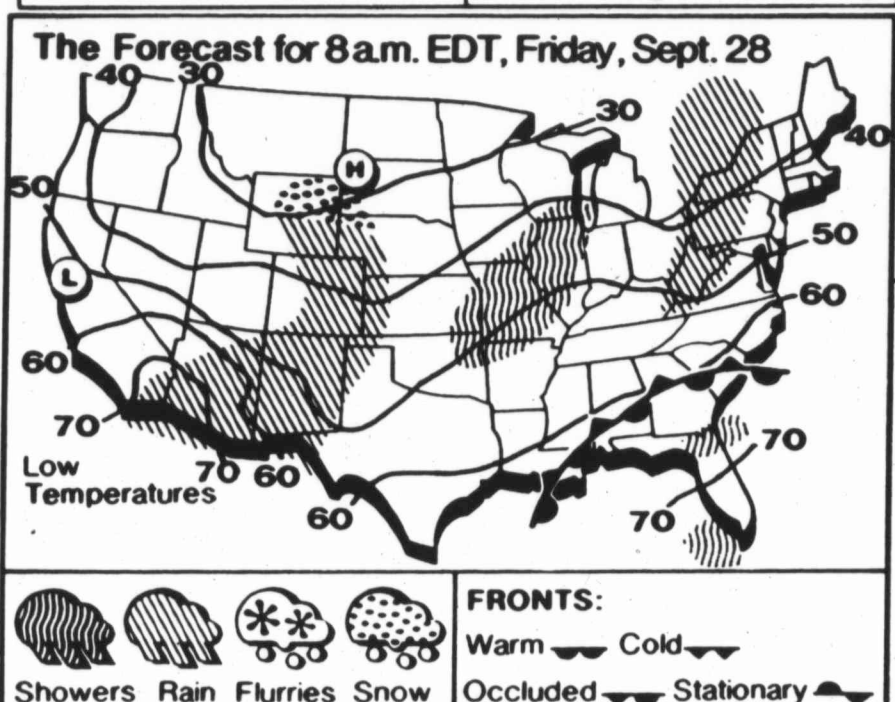 The Forecast for 8 a.m. EDT, Friday, Sept. 28
40 30
30
40
H
50
50
L
60
60
70
70
Low
Temperatures
70 60
60
70
Showers Rain Flurries Snow
FRONTS:
Warm Cold
Occluded Stationary